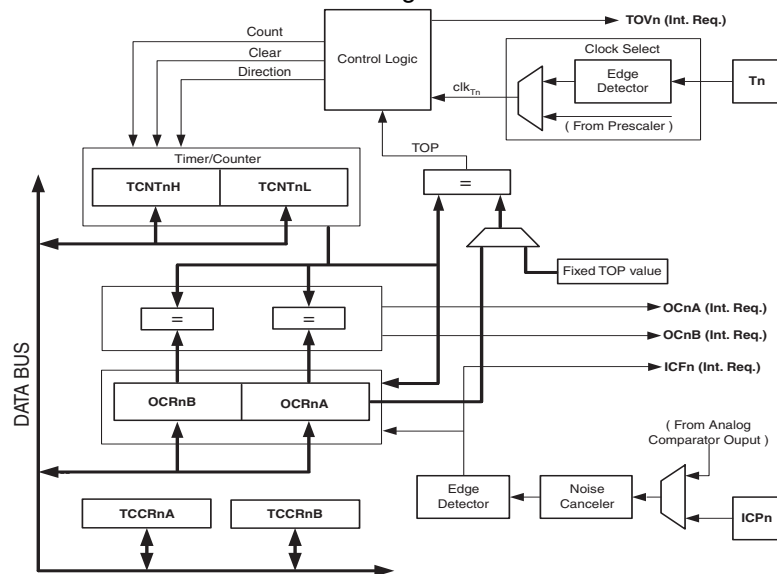 TOVn (Int. Req.)
Count
Clear
Direction
Control Logic
clkTn
Clock Select
Edge
Detector
( From Prescaler )
Tn
TOP
Timer/Counter
TCNTnH
TCNTnL
=
Fixed TOP value
=
=
OCnA (Int. Req.)
OCnB (Int. Req.)
ICFn (Int. Req.)
DATA BUS
OCRnB
OCRnA
( From Analog
Comparator Ouput )
Edge
Detector
Noise
Canceler
ICPn
TCCRnA
TCCRnB